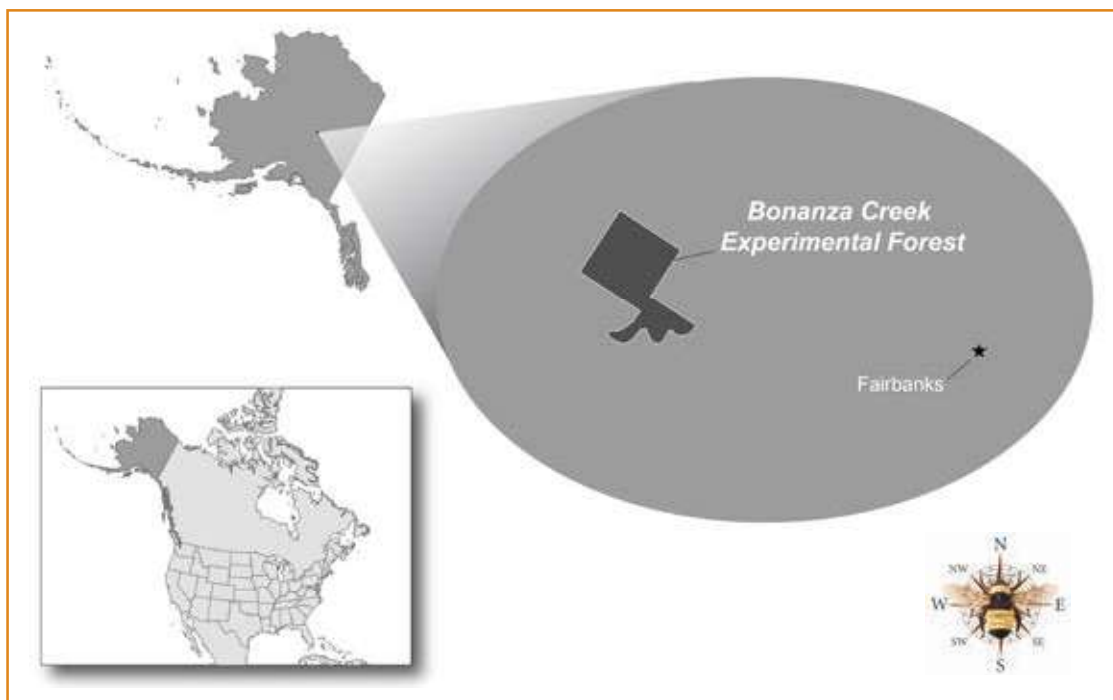 Bonanza Creek
Experimental Forest
Fairbanks
N
NW
NE
W
E
SW
SE
S